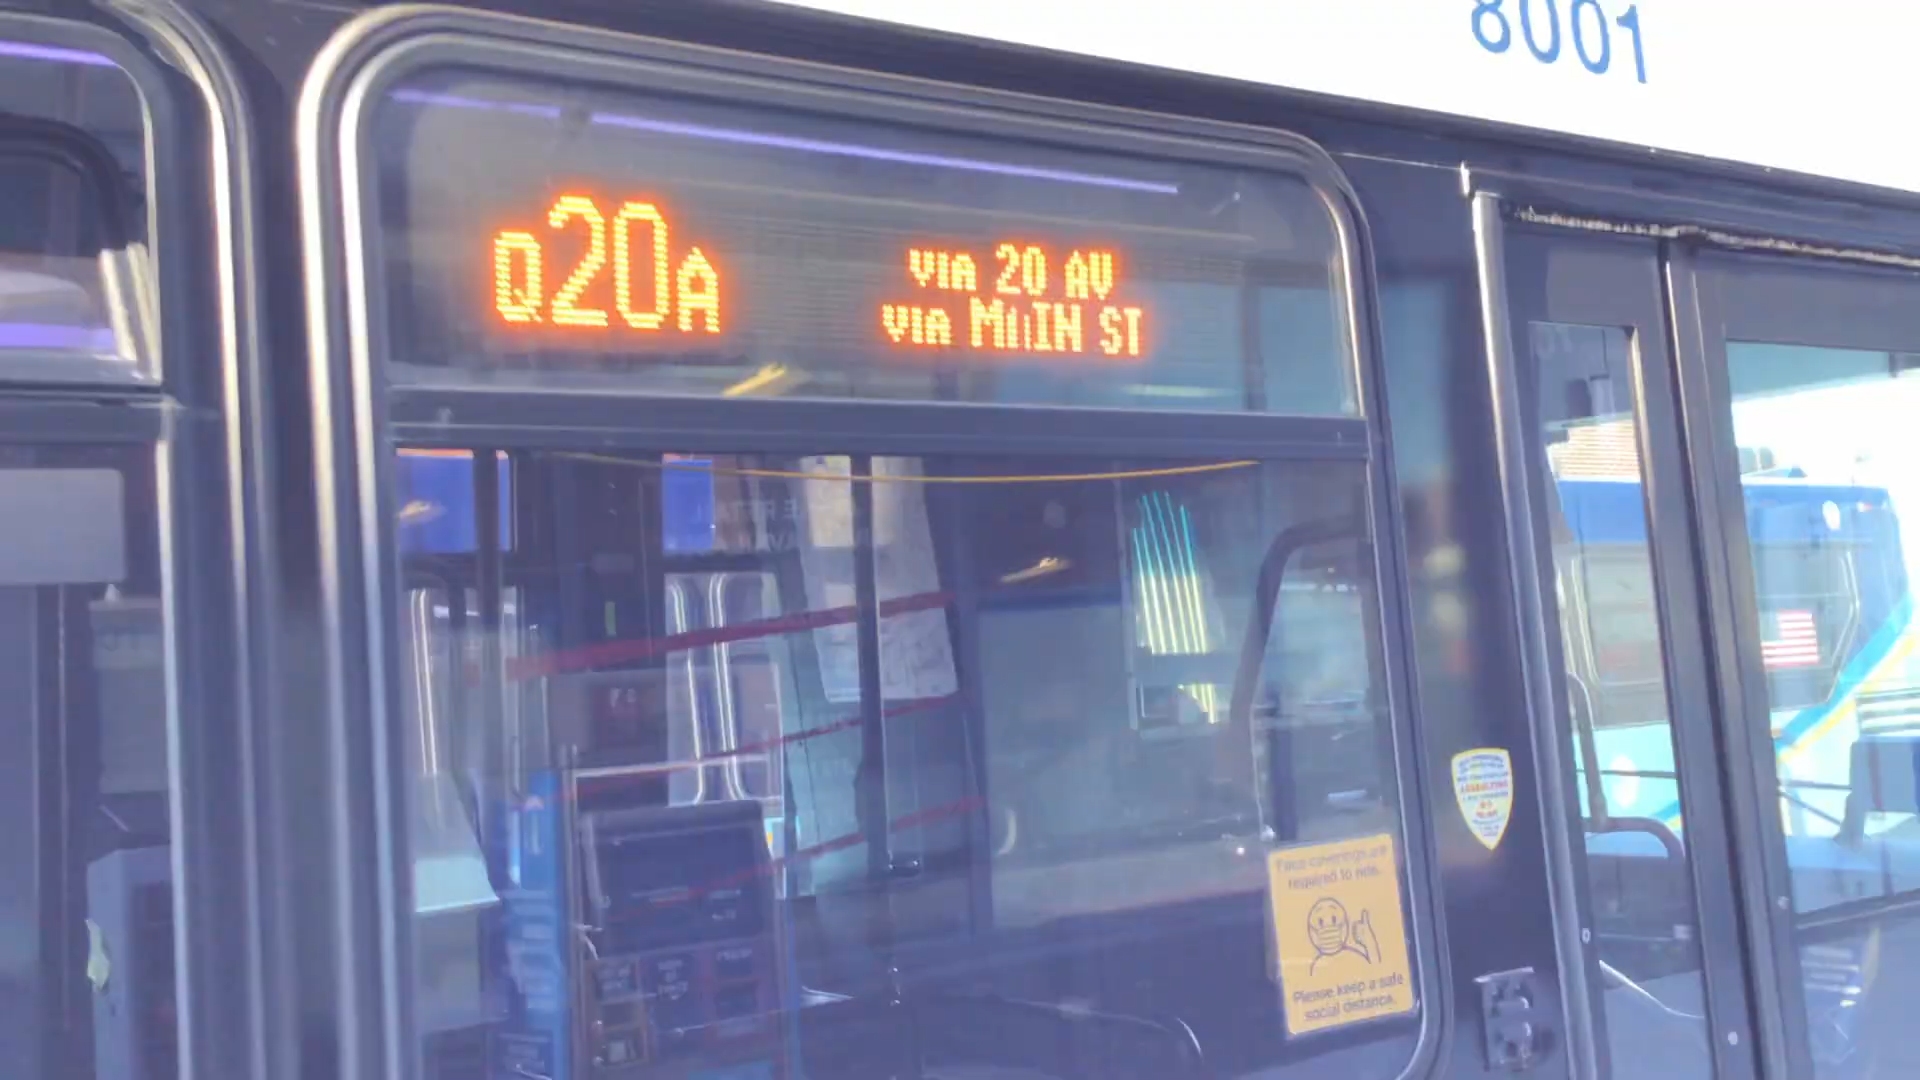 8001
Q20A
VIA 20 AV
VIA MAIN ST
Face coverings are
required to ride.
Please keep a safe
social distance.